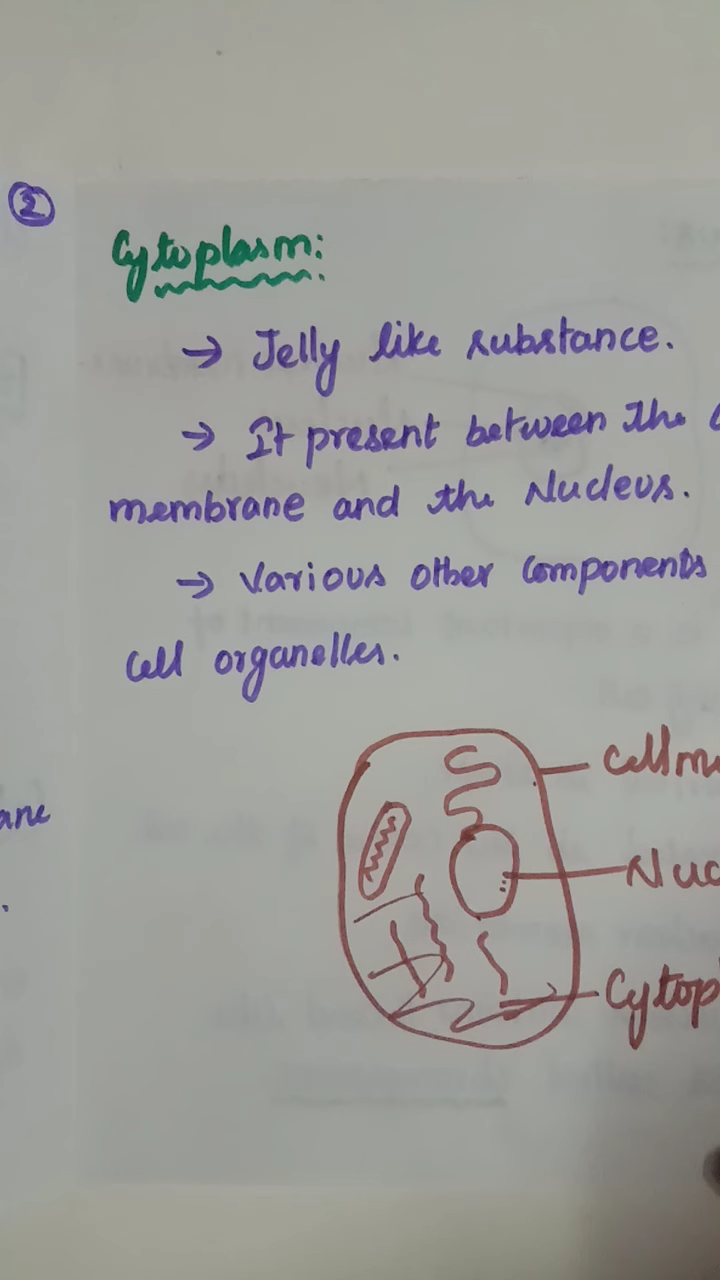 2
Cytoplasm:
→ Jelly like substance.
→ It present between the
membrane and the Nucleus.
→ Various other components
cell organelles.
cell
Nuc
ane
Cytop
.